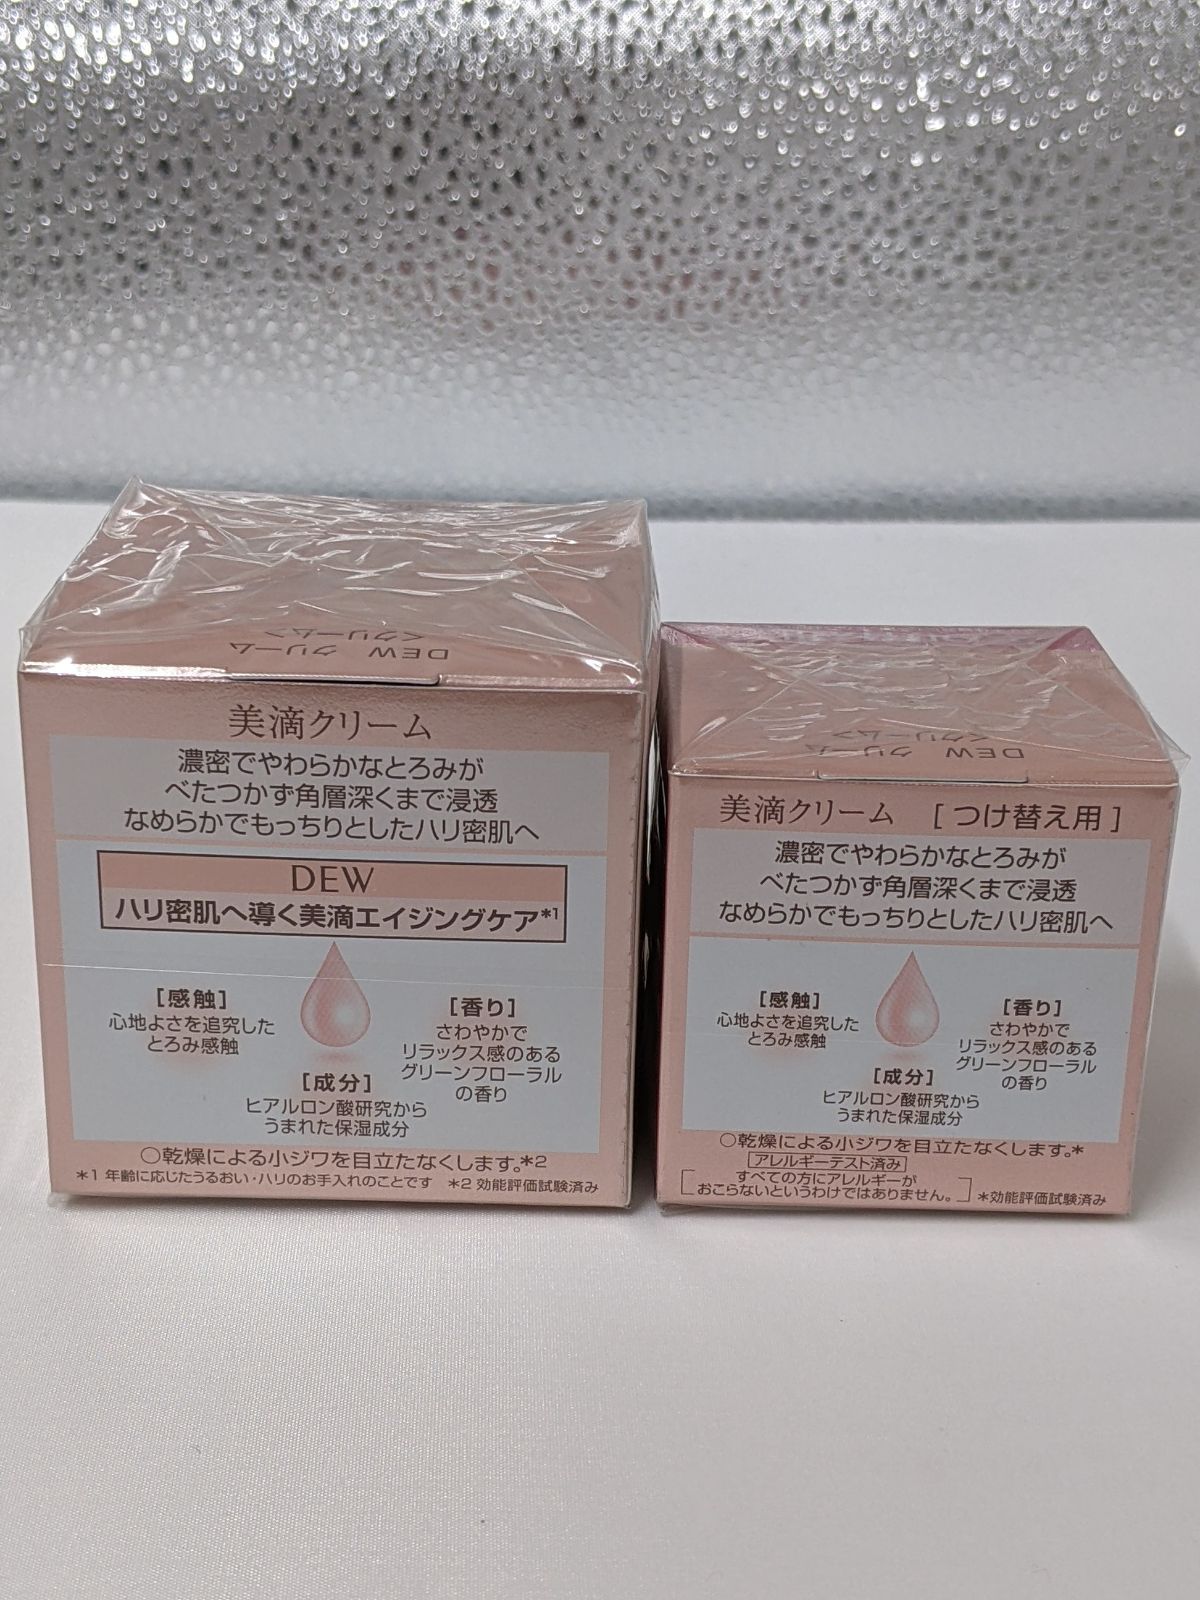 DEW クリーム
<クリーム>
美滴クリーム
濃密でやわらかなとろみが
べたつかず角層深くまで浸透
なめらかでもっちりとしたハリ密肌へ
DEW
ハリ密肌へ導く美滴エイジングケア*1
[感触]
心地よさを追究した
とろみ感触
[香り]
さわやかで
リラックス感のある
グリーンフローラル
の香り
[成分]
ヒアルロン酸研究から
うまれた保湿成分
○乾燥による小ジワを目立たなくします。*2
*1 年齢に応じたうるおい・ハリのお手入れのことです *2 効能評価試験済み
DEW クリーム
<クリーム>
美滴クリーム [つけ替え用]
濃密でやわらかなとろみが
べたつかず角層深くまで浸透
なめらかでもっちりとしたハリ密肌へ
[感触]
心地よさを追究した
とろみ感触
[香り]
さわやかで
リラックス感のある
グリーンフローラル
の香り
[成分]
ヒアルロン酸研究から
うまれた保湿成分
○乾燥による小ジワを目立たなくします。*
アレルギーテスト済み
[すべての方にアレルギーが
おこらないというわけではありません。] *効能評価試験済み